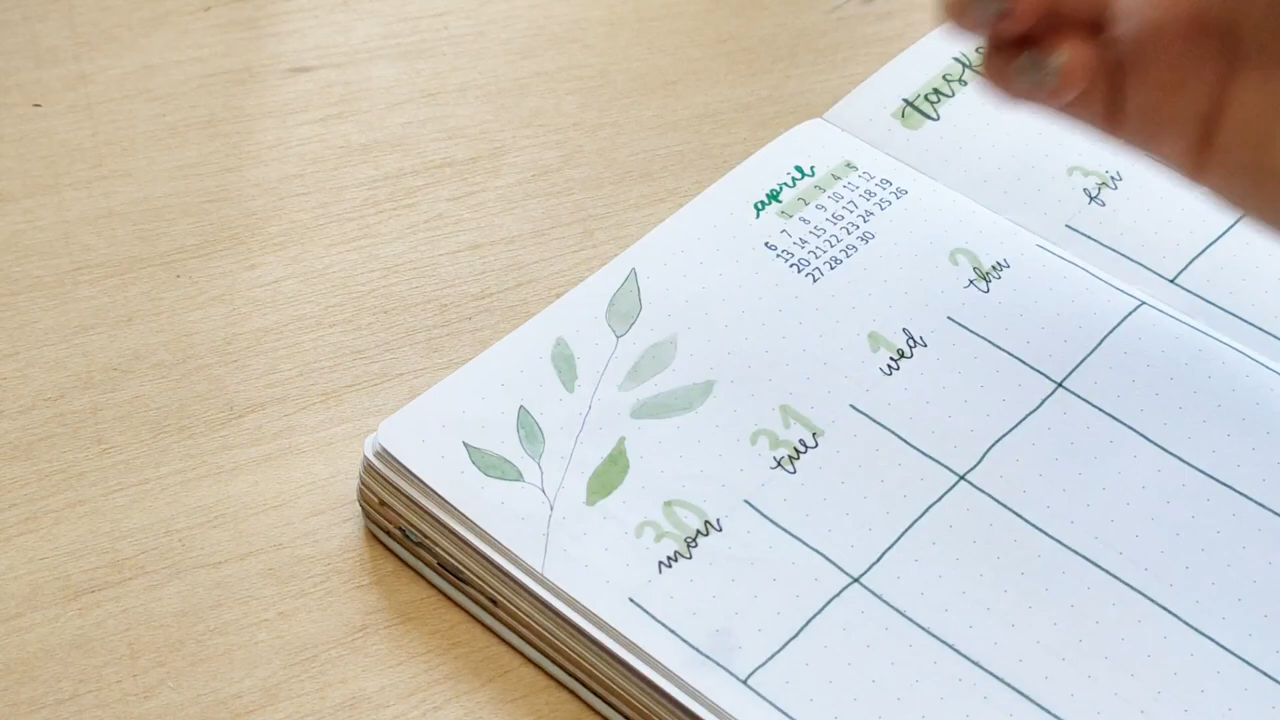 april
1 2 3 4 5
6 7 8 9 10 11 12
13 14 15 16 17 18 19
20 21 22 23 24 25 26
27 28 29 30
30
mon
31
tue
1
wed
2
thu
tasks
3
fri